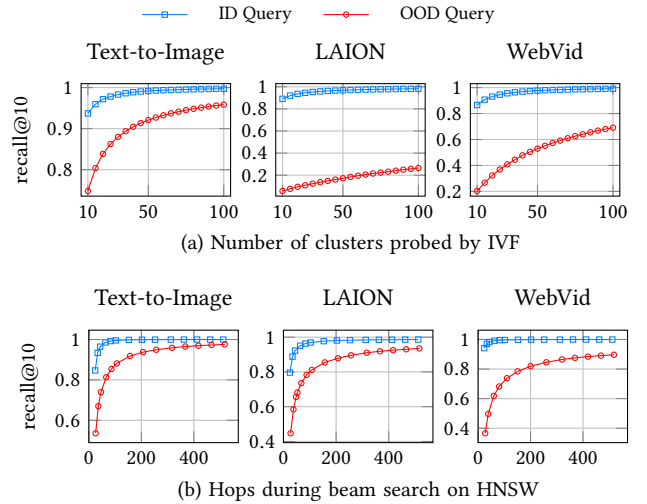 ID Query OOD Query
Text-to-Image LAION WebVid
recall@10
1
0.9
0.8
10 50 100
1
0.8
0.6
0.4
0.2
10 50 100
1
0.8
0.6
0.4
0.2
10 50 100
(a) Number of clusters probed by IVF
Text-to-Image LAION WebVid
recall@10
1
0.8
0.6
0 200 400
1
0.8
0.6
0.4
0 200 400
1
0.8
0.6
0.4
0 200 400
(b) Hops during beam search on HNSW